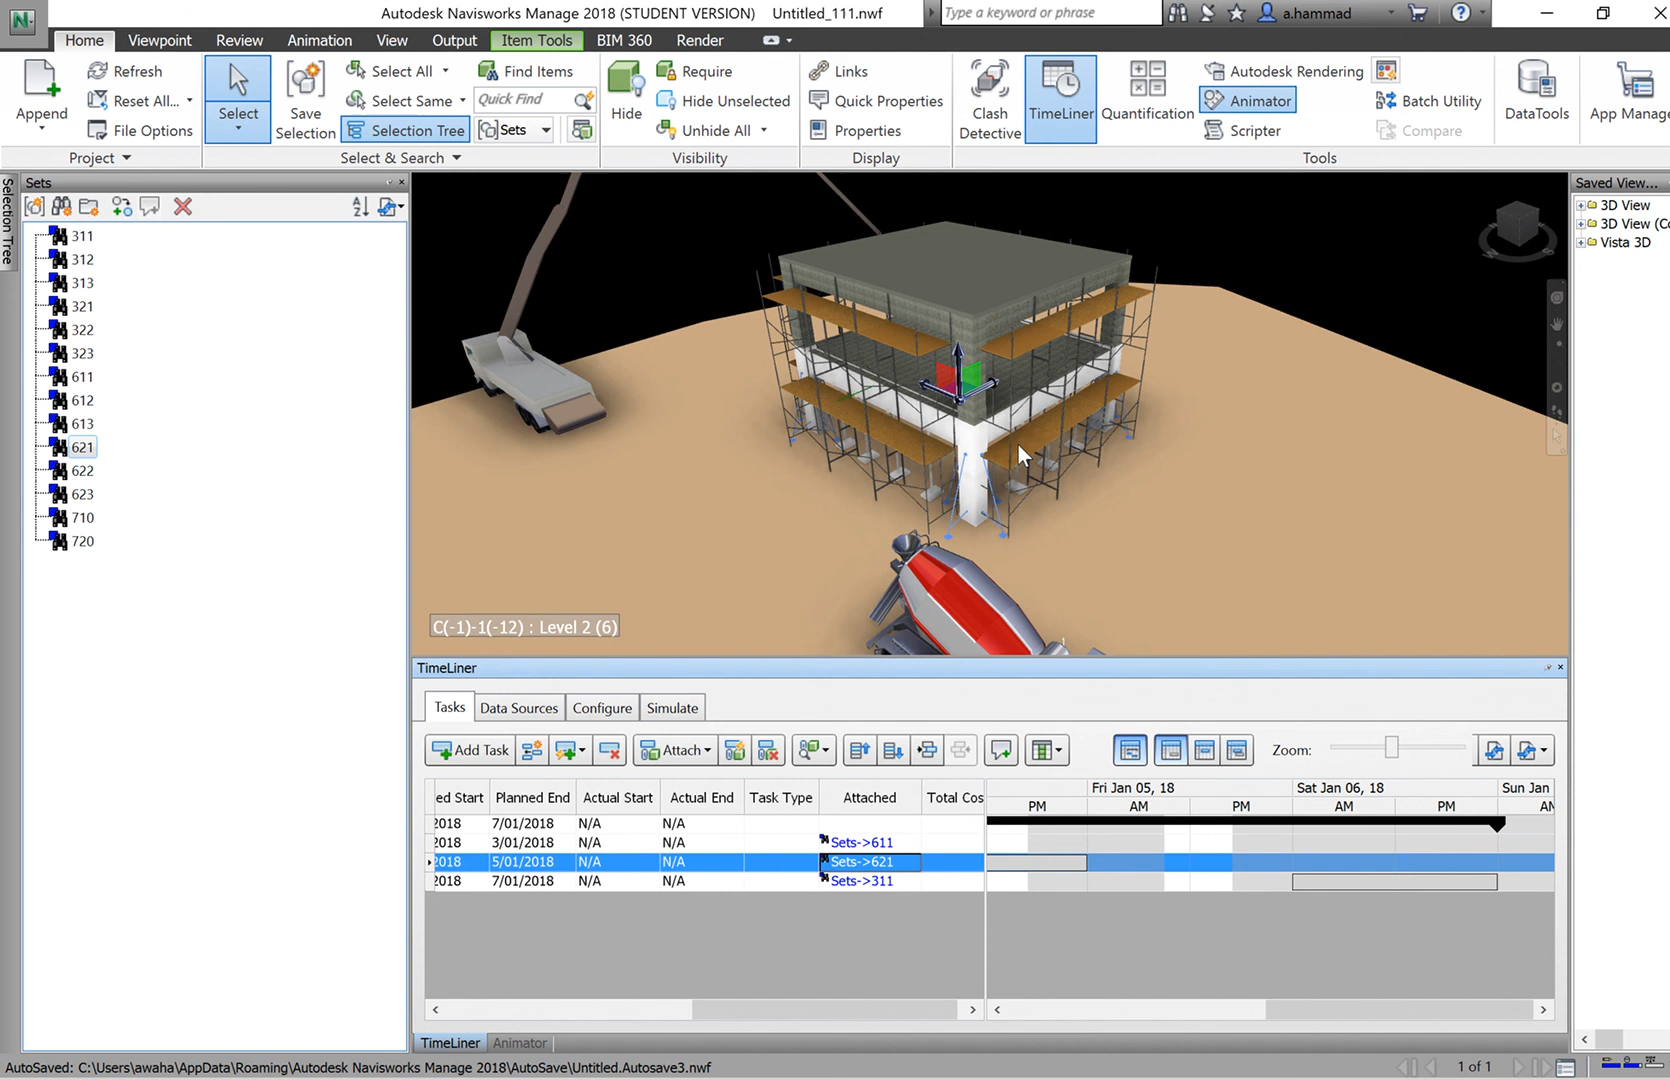 Autodesk Navisworks Manage 2018 (STUDENT VERSION) Untitled_111.nwf
Type a keyword or phrase
a.hammad
Home Viewpoint Review Animation View Output Item Tools BIM 360 Render
Append
Refresh
Reset All...
File Options
Project
Select
Save Selection
Select All
Select Same
Selection Tree
Find Items
Quick Find
Sets
Select & Search
Hide
Require
Hide Unselected
Unhide All
Visibility
Links
Quick Properties
Properties
Display
Clash Detective
TimeLiner
Quantification
Autodesk Rendering
Animator
Scripter
Batch Utility
Compare
DataTools
App Manage
Tools
Selection Tree
Sets
311
312
313
321
322
323
611
612
613
621
622
623
710
720
C(-1)-1(-12) : Level 2 (6)
Saved View...
3D View
3D View (Co
Vista 3D
TimeLiner
Tasks Data Sources Configure Simulate
Add Task Attach Zoom:
ed Start Planned End Actual Start Actual End Task Type Attached Total Cos
2018 7/01/2018 N/A N/A
2018 3/01/2018 N/A N/A Sets->611
2018 5/01/2018 N/A N/A Sets->621
2018 7/01/2018 N/A N/A Sets->311
Fri Jan 05, 18 Sat Jan 06, 18 Sun Jan
PM AM PM AM PM AM
TimeLiner Animator
AutoSaved: C:\Users\awaha\AppData\Roaming\Autodesk Navisworks Manage 2018\AutoSave\Untitled.Autosave3.nwf
1 of 1